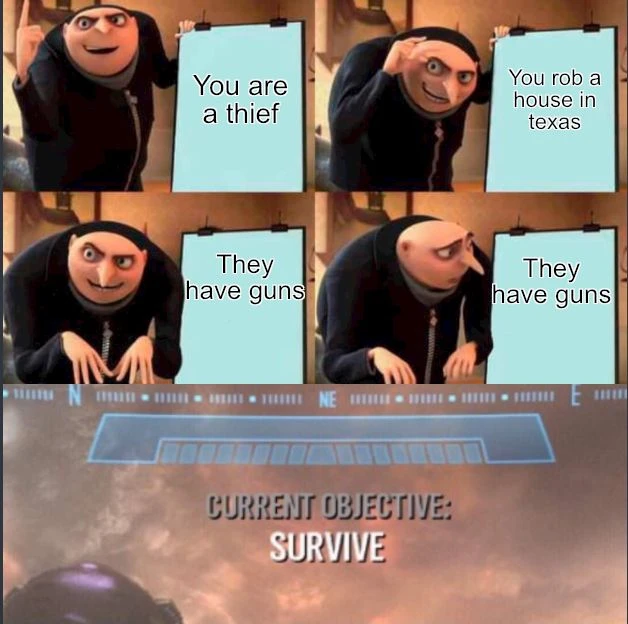 You are
a thief
You rob a
house in
texas
They
have guns
They
have guns
N
NE
E
CURRENT OBJECTIVE:
SURVIVE